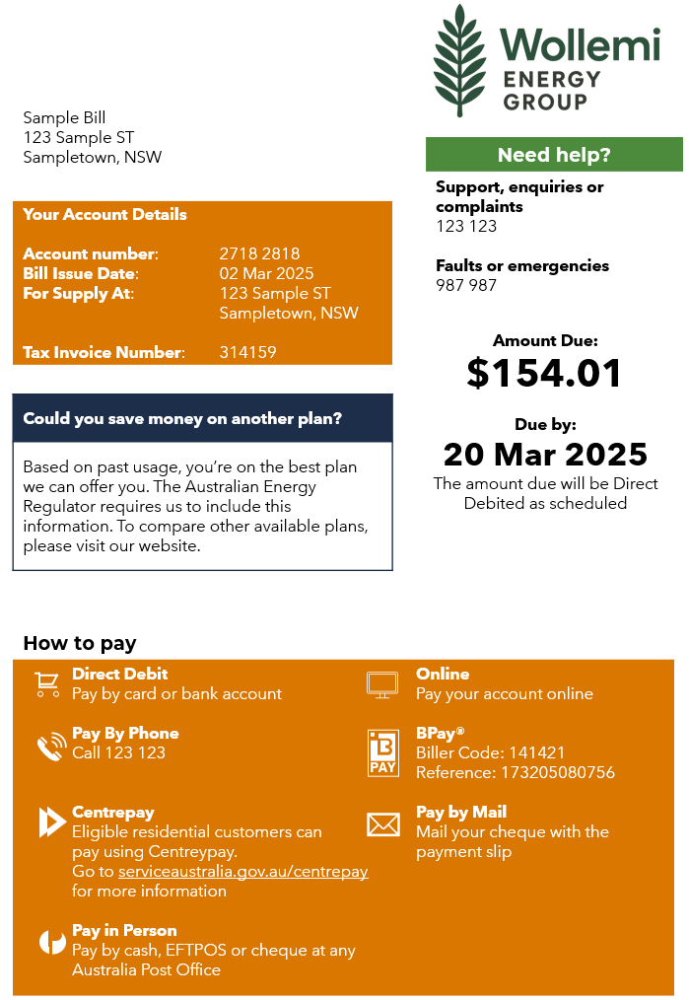 Wollemi
ENERGY
GROUP
Sample Bill
123 Sample ST
Sampletown, NSW
Need help?
Support, enquiries or
complaints
123 123
Faults or emergencies
987 987
Your Account Details
Account number: 2718 2818
Bill Issue Date: 02 Mar 2025
For Supply At: 123 Sample ST
Sampletown, NSW
Tax Invoice Number: 314159
Amount Due:
$154.01
Due by:
20 Mar 2025
The amount due will be Direct
Debited as scheduled
Could you save money on another plan?
Based on past usage, you're on the best plan
we can offer you. The Australian Energy
Regulator requires us to include this
information. To compare other available plans,
please visit our website.
How to pay
Direct Debit
Pay by card or bank account
Online
Pay your account online
Pay By Phone
Call 123 123
B
PAY
BPay®
Biller Code: 141421
Reference: 173205080756
Centrepay
Eligible residential customers can
pay using Centreypay.
Go to serviceaustralia.gov.au/centrepay
for more information
Pay by Mail
Mail your cheque with the
payment slip
Pay in Person
Pay by cash, EFTPOS or cheque at any
Australia Post Office